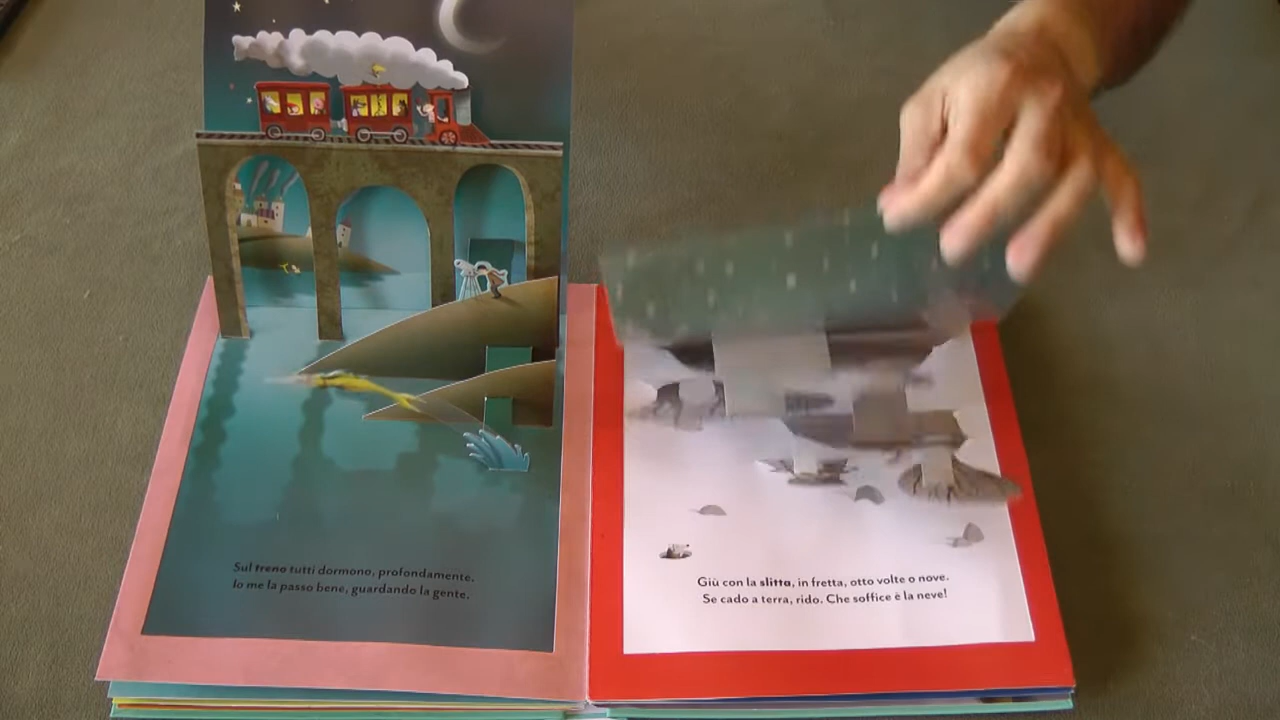 Sul treno tutti dormono, profondamente.
Io me la passo bene, guardando la gente.
Giù con la slitta, in fretta, otto volte o nove.
Se cado a terra, rido. Che soffice è la neve!